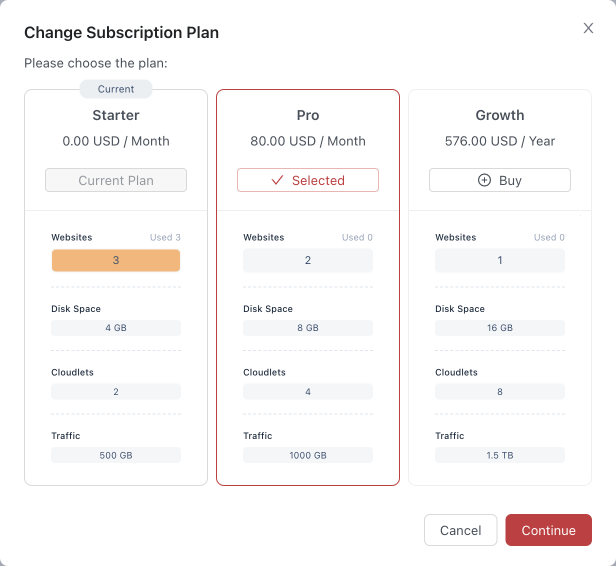 Change Subscription Plan
Please choose the plan:
Current
Starter
0.00 USD / Month
Current Plan
Websites Used 3
3
Disk Space
4 GB
Cloudlets
2
Traffic
500 GB
Pro
80.00 USD / Month
Selected
Websites Used 0
2
Disk Space
8 GB
Cloudlets
4
Traffic
1000 GB
Growth
576.00 USD / Year
Buy
Websites Used 0
1
Disk Space
16 GB
Cloudlets
8
Traffic
1.5 TB
Cancel
Continue